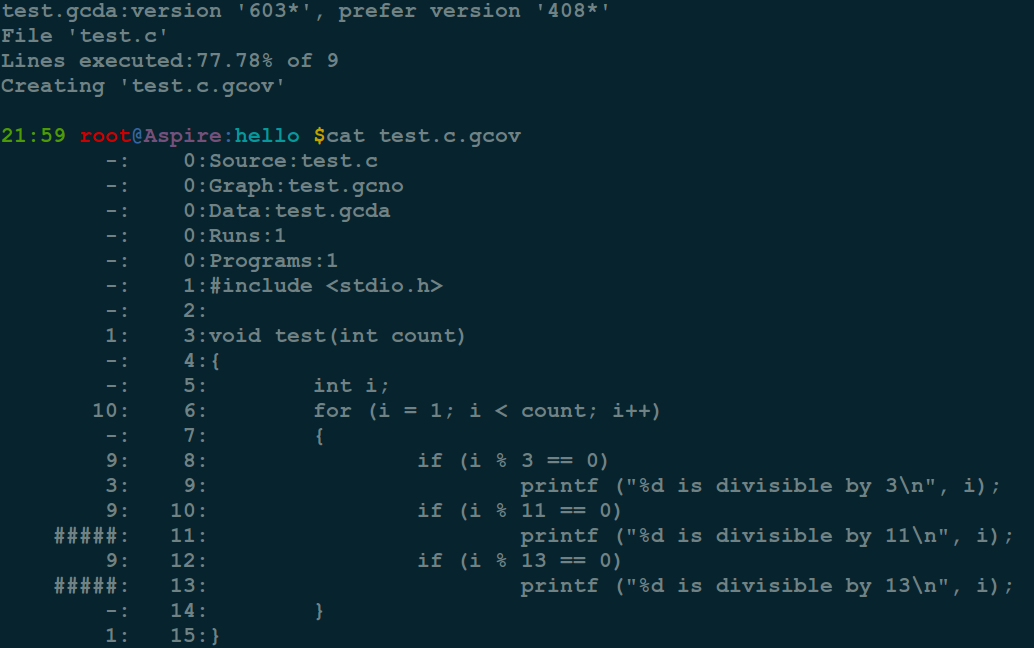 test.gcda:version '603*', prefer version '408*'
File 'test.c'
Lines executed:77.78% of 9
Creating 'test.c.gcov'

21:59 root@Aspire:hello $cat test.c.gcov
        -:    0:Source:test.c
        -:    0:Graph:test.gcno
        -:    0:Data:test.gcda
        -:    0:Runs:1
        -:    0:Programs:1
        -:    1:#include <stdio.h>
        -:    2:
        1:    3:void test(int count)
        -:    4:{
        -:    5:        int i;
       10:    6:        for (i = 1; i < count; i++)
        -:    7:        {
        9:    8:                if (i % 3 == 0)
        3:    9:                        printf ("%d is divisible by 3\n", i);
        9:   10:                if (i % 11 == 0)
    #####:   11:                        printf ("%d is divisible by 11\n", i);
        9:   12:                if (i % 13 == 0)
    #####:   13:                        printf ("%d is divisible by 13\n", i);
        -:   14:        }
        1:   15:}